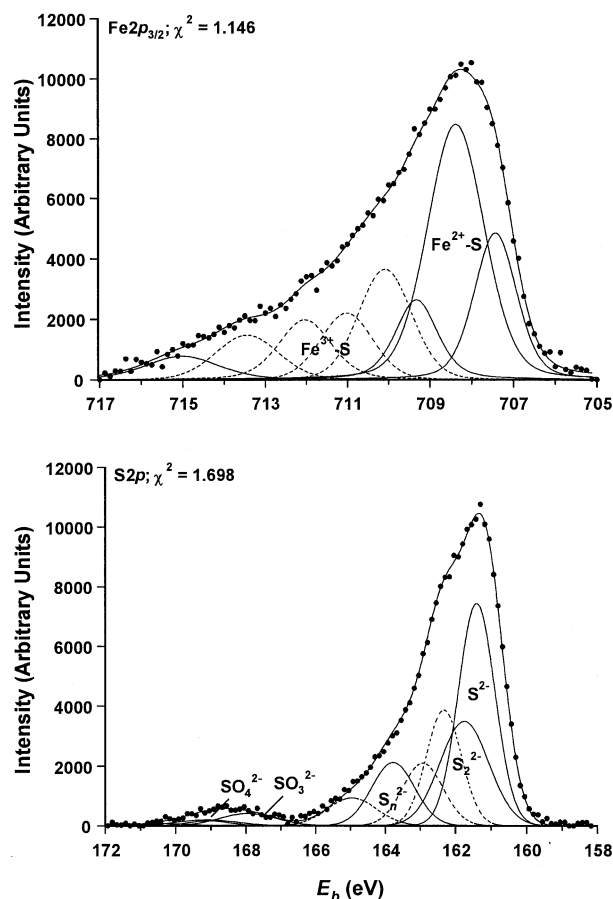 Fe2p₃/₂; χ² = 1.146
Intensity (Arbitrary Units)
12000
10000
8000
6000
4000
2000
0
Fe²⁺-S
Fe³⁺-S
717 715 713 711 709 707 705
S2p; χ² = 1.698
Intensity (Arbitrary Units)
12000
10000
8000
6000
4000
2000
0
S²⁻
S₂²⁻
Sₙ²⁻
SO₄²⁻
SO₃²⁻
172 170 168 166 164 162 160 158
E_b (eV)